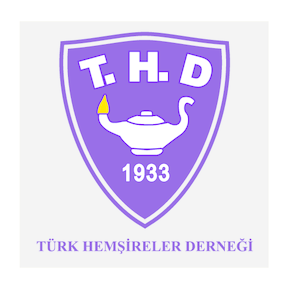 T. H. D
1933
TÜRK HEMŞİRELER DERNEĞİ